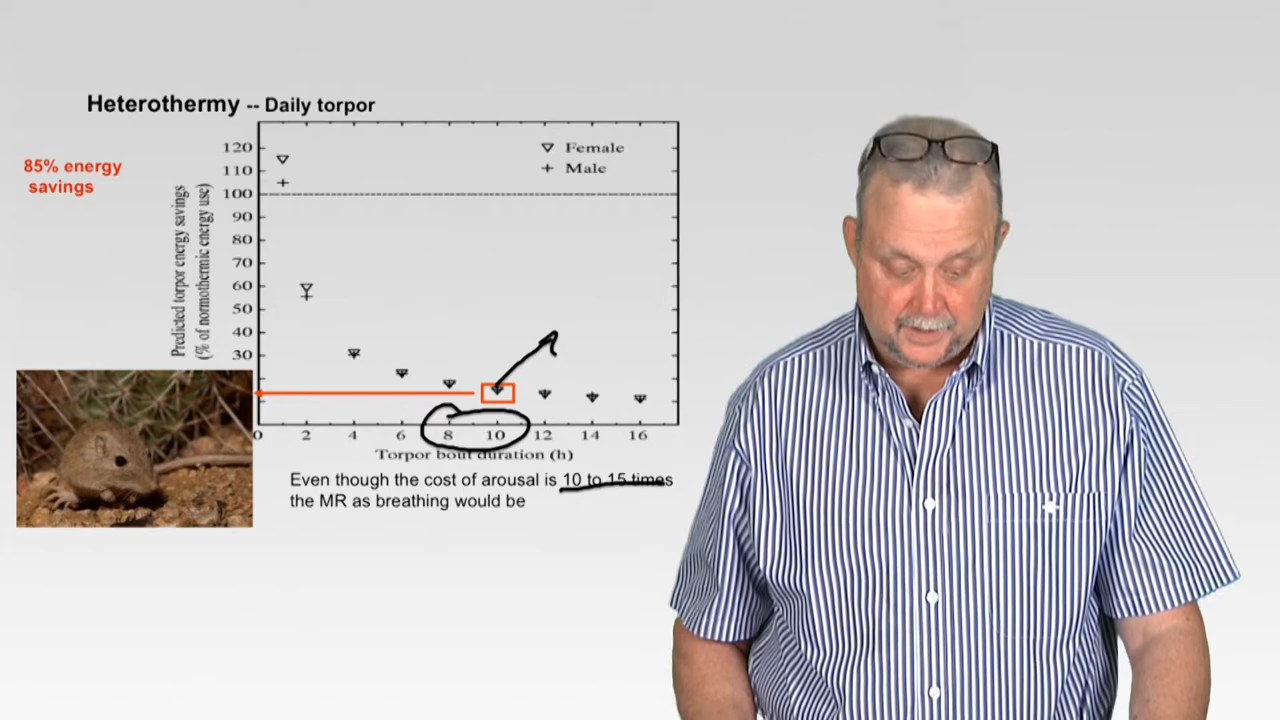 Heterothermy -- Daily torpor
85% energy
savings
Predicted torpor energy savings
(% of normothermic energy use)
120
110
100
90
80
70
60
50
40
30
Female
Male
0 2 4 6 8 10 12 14 16
Torpor bout duration (h)
Even though the cost of arousal is 10 to 15 times
the MR as breathing would be